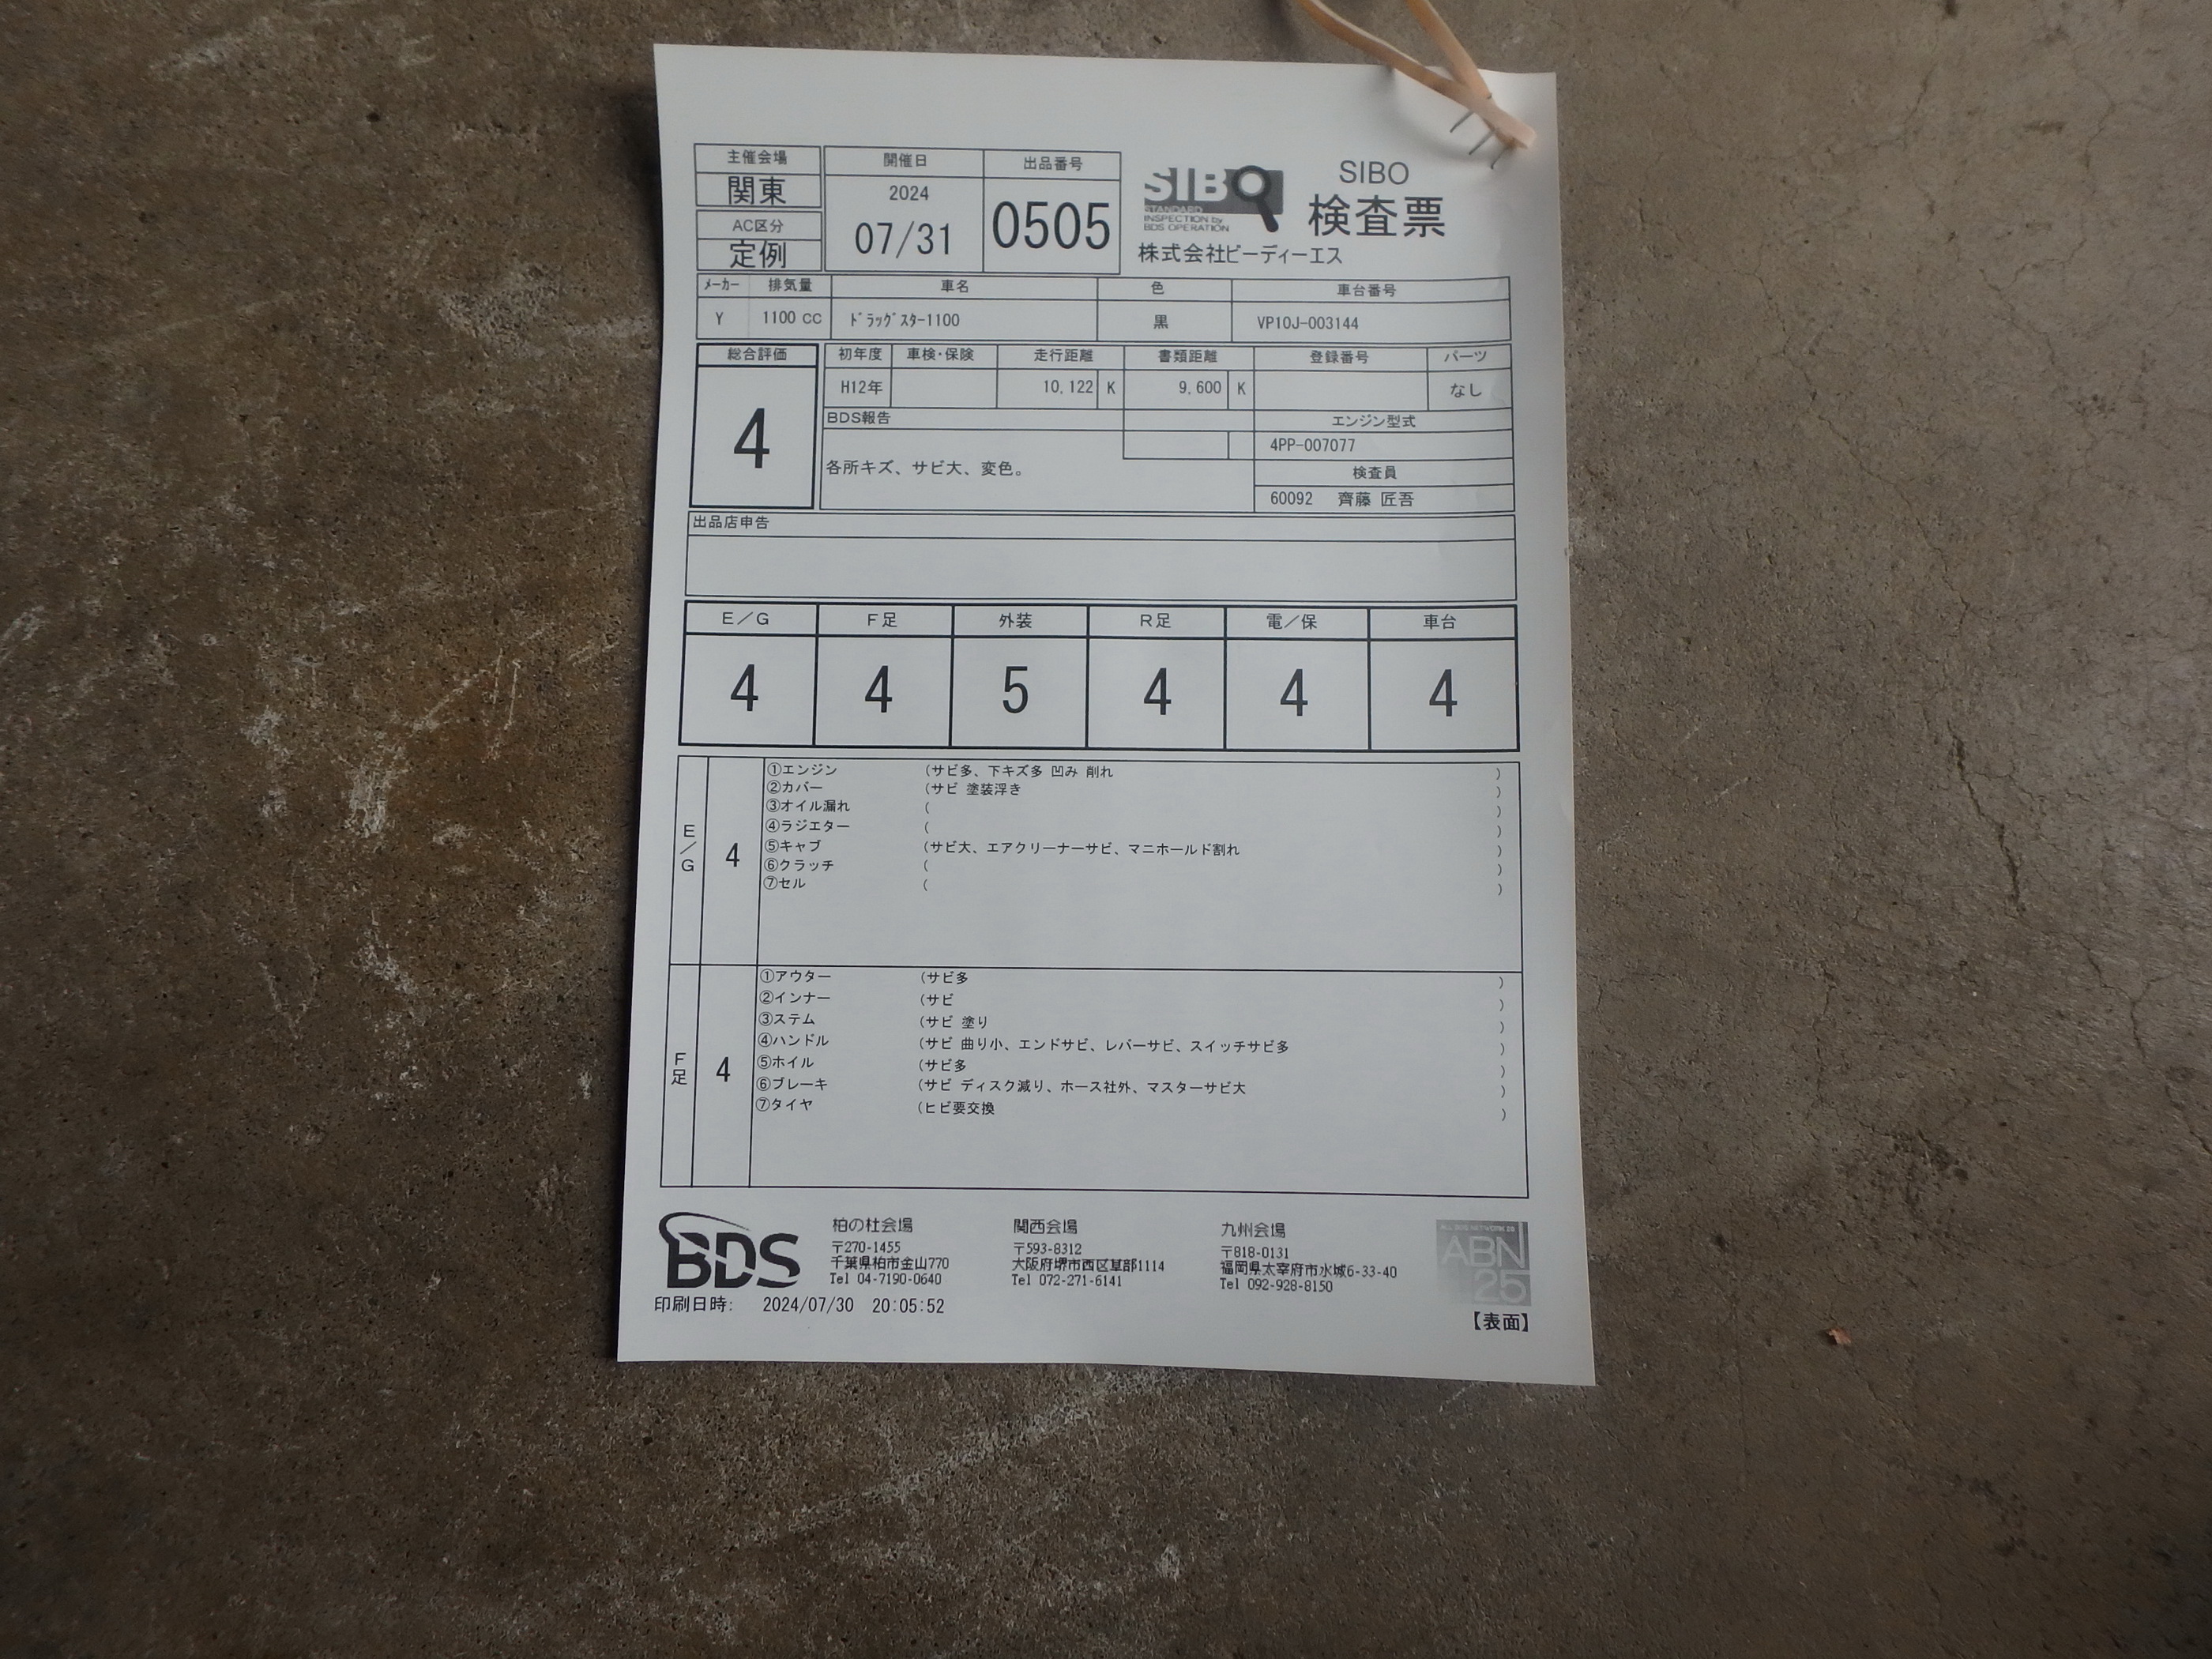 主催会場
関東
AC区分
定例
開催日
2024
07/31
出品番号
0505
SIBO
STANDARD
INSPECTION by
BDS OPERATION
SIBO
検査票
株式会社ビーディーエス
メーカー 排気量 車名 色 車台番号
Y 1100 CC ドラッグスター1100 黒 VP10J-003144
総合評価
4
初年度 車検・保険 走行距離 書類距離 登録番号 パーツ
H12年 10,122 K 9,600 K なし
BDS報告
各所キズ、サビ大、変色。
エンジン型式
4PP-007077
検査員
60092 齊藤 匠吾
出品店申告
E/G F足 外装 R足 電/保 車台
4 4 5 4 4 4
E/G
4
①エンジン (サビ多、下キズ多 凹み 削れ )
②カバー (サビ 塗装浮き )
③オイル漏れ ( )
④ラジエター ( )
⑤キャブ (サビ大、エアクリーナーサビ、マニホールド割れ )
⑥クラッチ ( )
⑦セル ( )
F足
4
①アウター (サビ多 )
②インナー (サビ )
③ステム (サビ 塗り )
④ハンドル (サビ 曲り小、エンドサビ、レバーサビ、スイッチサビ多 )
⑤ホイル (サビ多 )
⑥ブレーキ (サビ ディスク減り、ホース社外、マスターサビ大 )
⑦タイヤ (ヒビ要交換 )
BDS
柏の杜会場
〒270-1455
千葉県柏市金山770
Tel 04-7190-0640
関西会場
〒593-8312
大阪府堺市西区草部1114
Tel 072-271-6141
九州会場
〒818-0131
福岡県太宰府市水城6-33-40
Tel 092-928-8150
ABN
25
印刷日時: 2024/07/30 20:05:52
【表面】